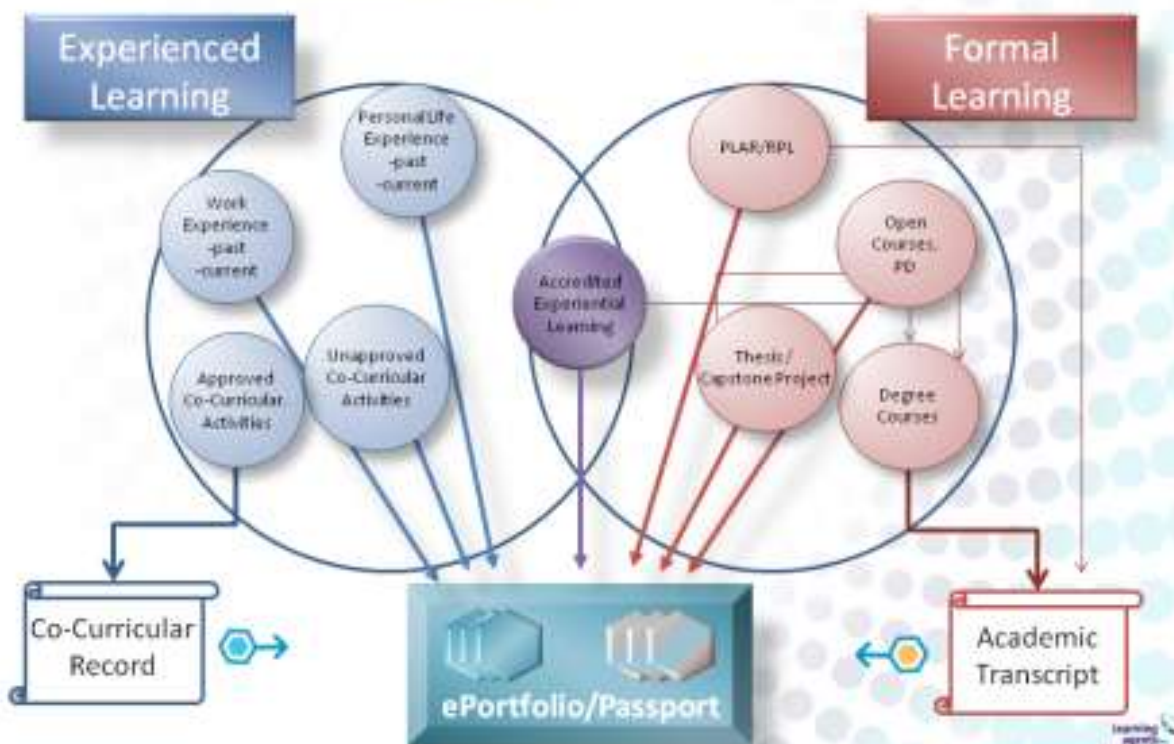 Experienced
Learning
Formal
Learning
Personal Life
Experience
-past
-current
PLAR/RPL
Work
Experience
-past
-current
Open
Courses,
PD
Accredited
Experiential
Learning
Approved
Co-Curricular
Activities
Unapproved
Co-Curricular
Activities
Thesis /
Capstone Project
Degree
Courses
Co-Curricular
Record
ePortfolio/Passport
Academic
Transcript
learning
agents